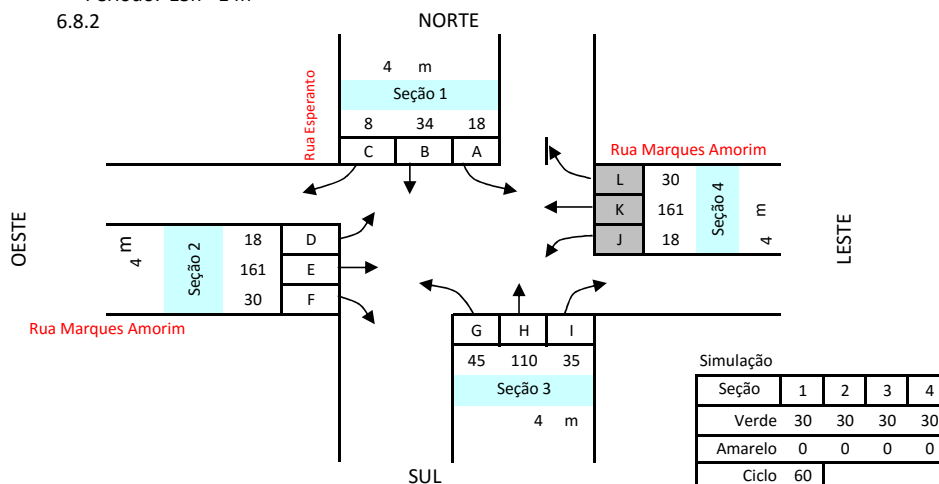 6.8.2
NORTE
4 m
Seção 1
8 34 18
C B A
Rua Esperanto
Rua Marques Amorim
L 30
K 161
J 18
Seção 4
4 m
LESTE
OESTE
4 m
Seção 2
18 D
161 E
30 F
Rua Marques Amorim
G H I
45 110 35
Seção 3
4 m
SUL
Simulação
Seção 1 2 3 4
Verde 30 30 30 30
Amarelo 0 0 0 0
Ciclo 60